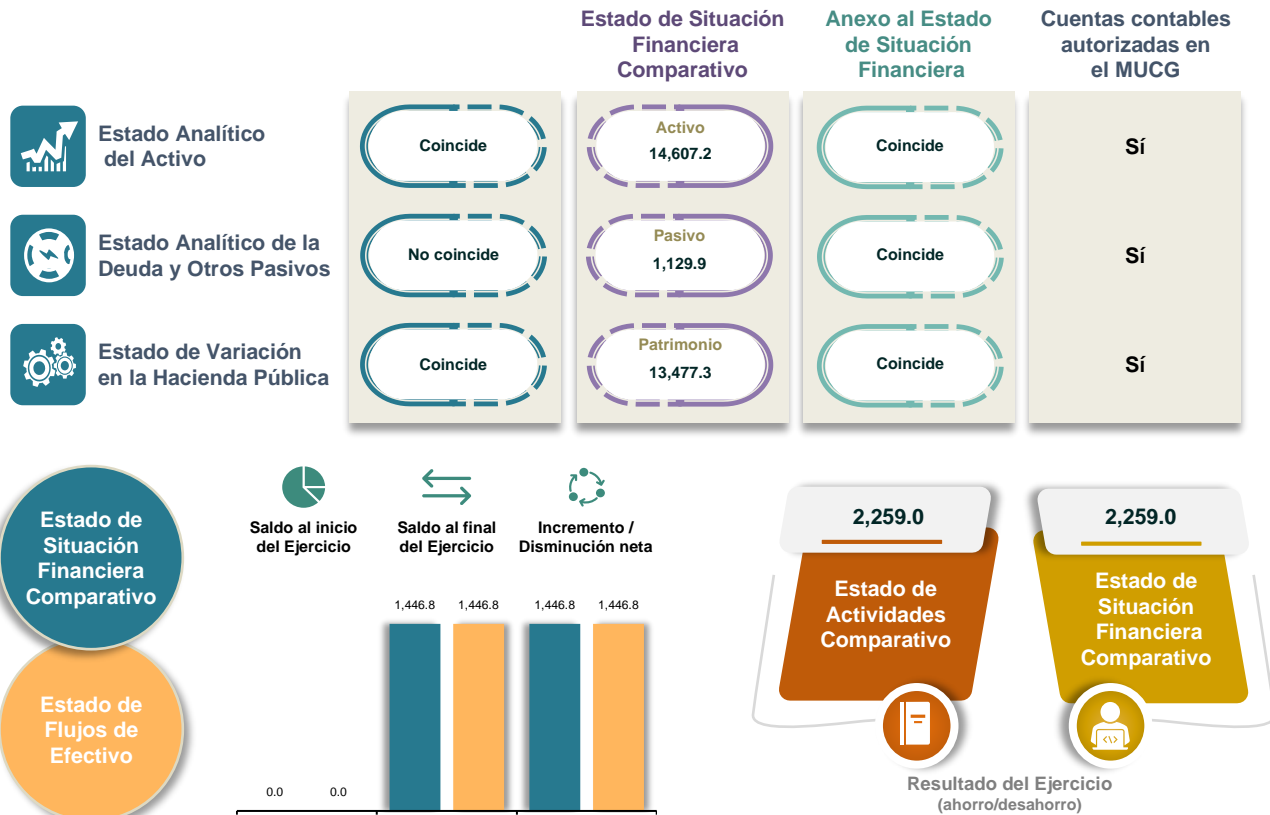 Estado de Situación
Financiera
Comparativo
Anexo al Estado
de Situación
Financiera
Cuentas contables
autorizadas en
el MUCG
Estado Analítico
del Activo
Coincide
Activo
14,607.2
Coincide
Sí
Estado Analítico de la
Deuda y Otros Pasivos
No coincide
Pasivo
1,129.9
Coincide
Sí
Estado de Variación
en la Hacienda Pública
Coincide
Patrimonio
13,477.3
Coincide
Sí
Estado de
Situación
Financiera
Comparativo
Estado de
Flujos de
Efectivo
Saldo al inicio
del Ejercicio
Saldo al final
del Ejercicio
Incremento /
Disminución neta
0.0 0.0
1,446.8 1,446.8
1,446.8 1,446.8
2,259.0
Estado de
Actividades
Comparativo
2,259.0
Estado de
Situación
Financiera
Comparativo
Resultado del Ejercicio
(ahorro/desahorro)